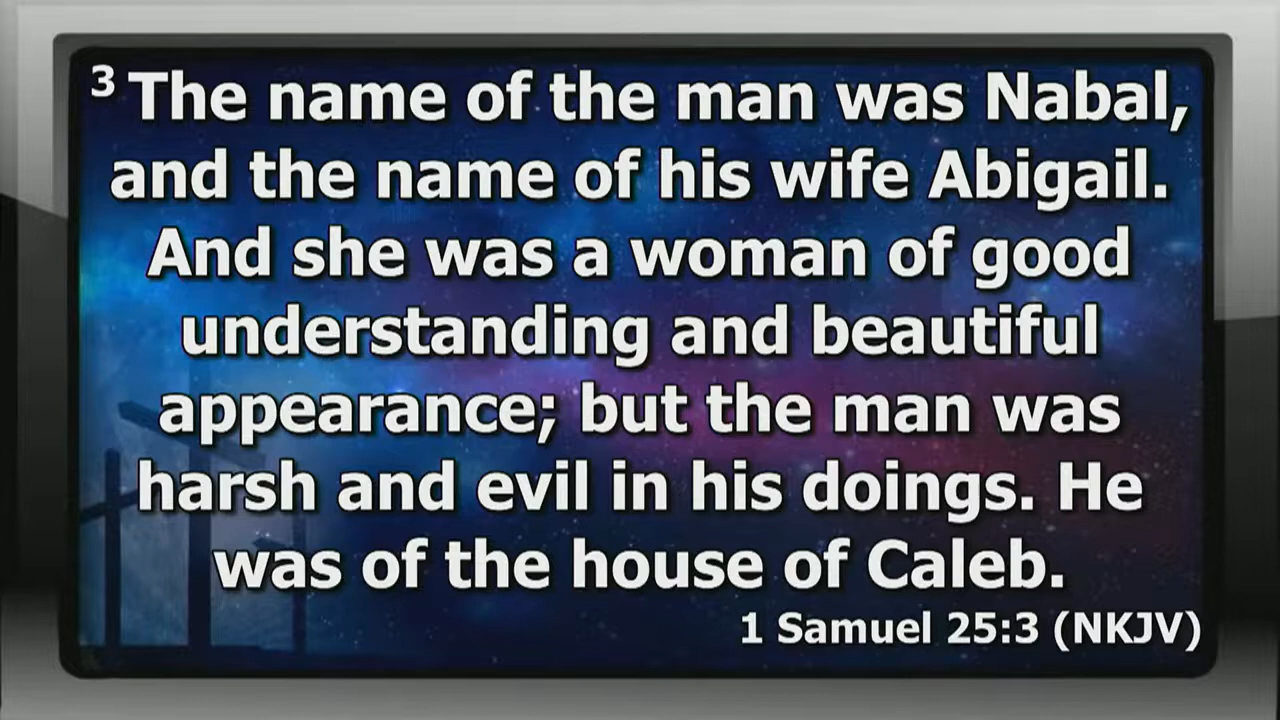 3 The name of the man was Nabal,
and the name of his wife Abigail.
And she was a woman of good
understanding and beautiful
appearance; but the man was
harsh and evil in his doings. He
was of the house of Caleb.
1 Samuel 25:3 (NKJV)